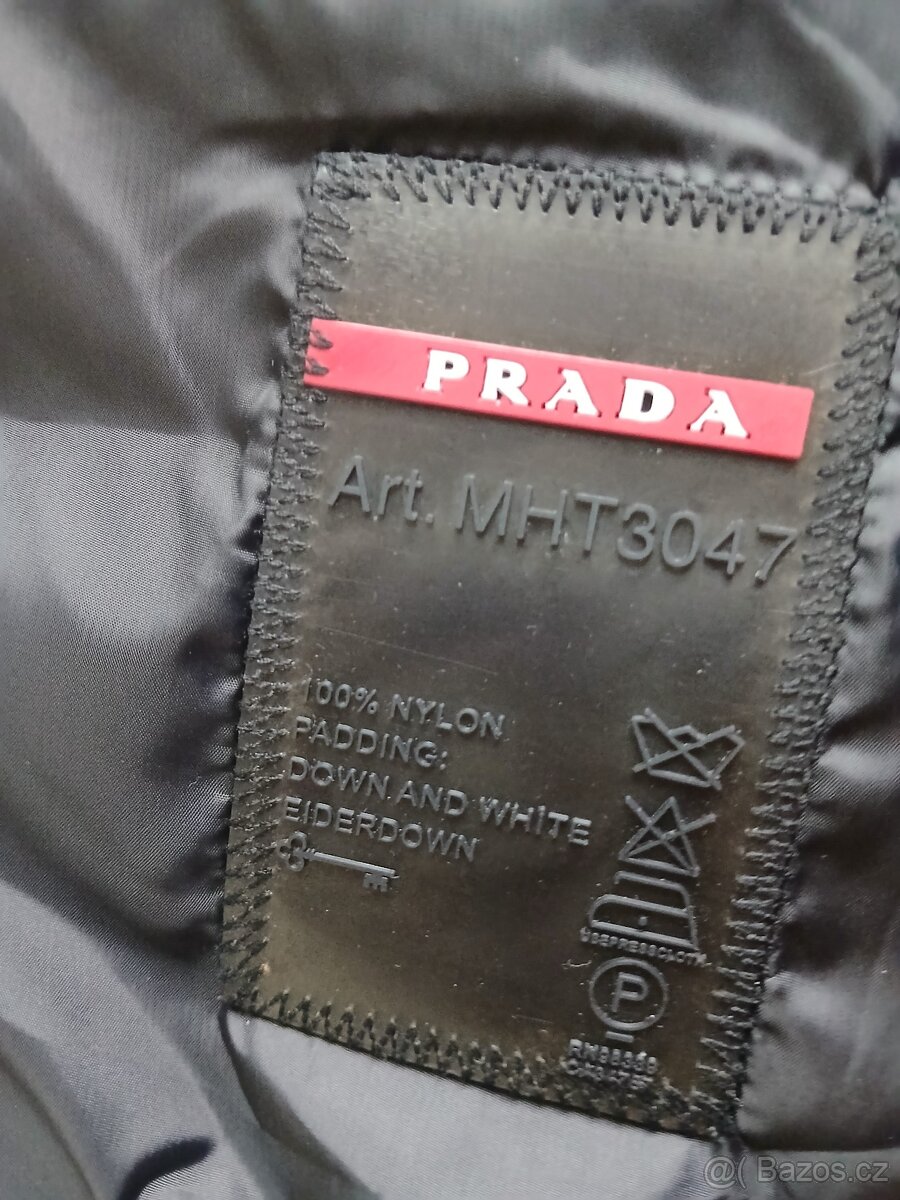 PRADA
Art. MHT3047
100% NYLON
PADDING:
DOWN AND WHITE
EIDERDOWN
P
@( Bazos.cz